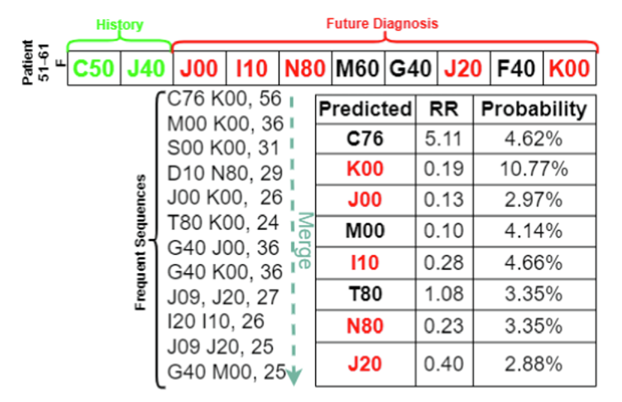 History Future Diagnosis
Patient
51-61
F
C50 J40 J00 I10 N80 M60 G40 J20 F40 K00
Frequent Sequences
C76 K00, 56
M00 K00, 36
S00 K00, 31
D10 N80, 29
J00 K00, 26
T80 K00, 24
G40 J00, 36
G40 K00, 36
J09, J20, 27
I20 I10, 26
J09 J20, 25
G40 M00, 25
Merge
Predicted RR Probability
C76 5.11 4.62%
K00 0.19 10.77%
J00 0.13 2.97%
M00 0.10 4.14%
I10 0.28 4.66%
T80 1.08 3.35%
N80 0.23 3.35%
J20 0.40 2.88%